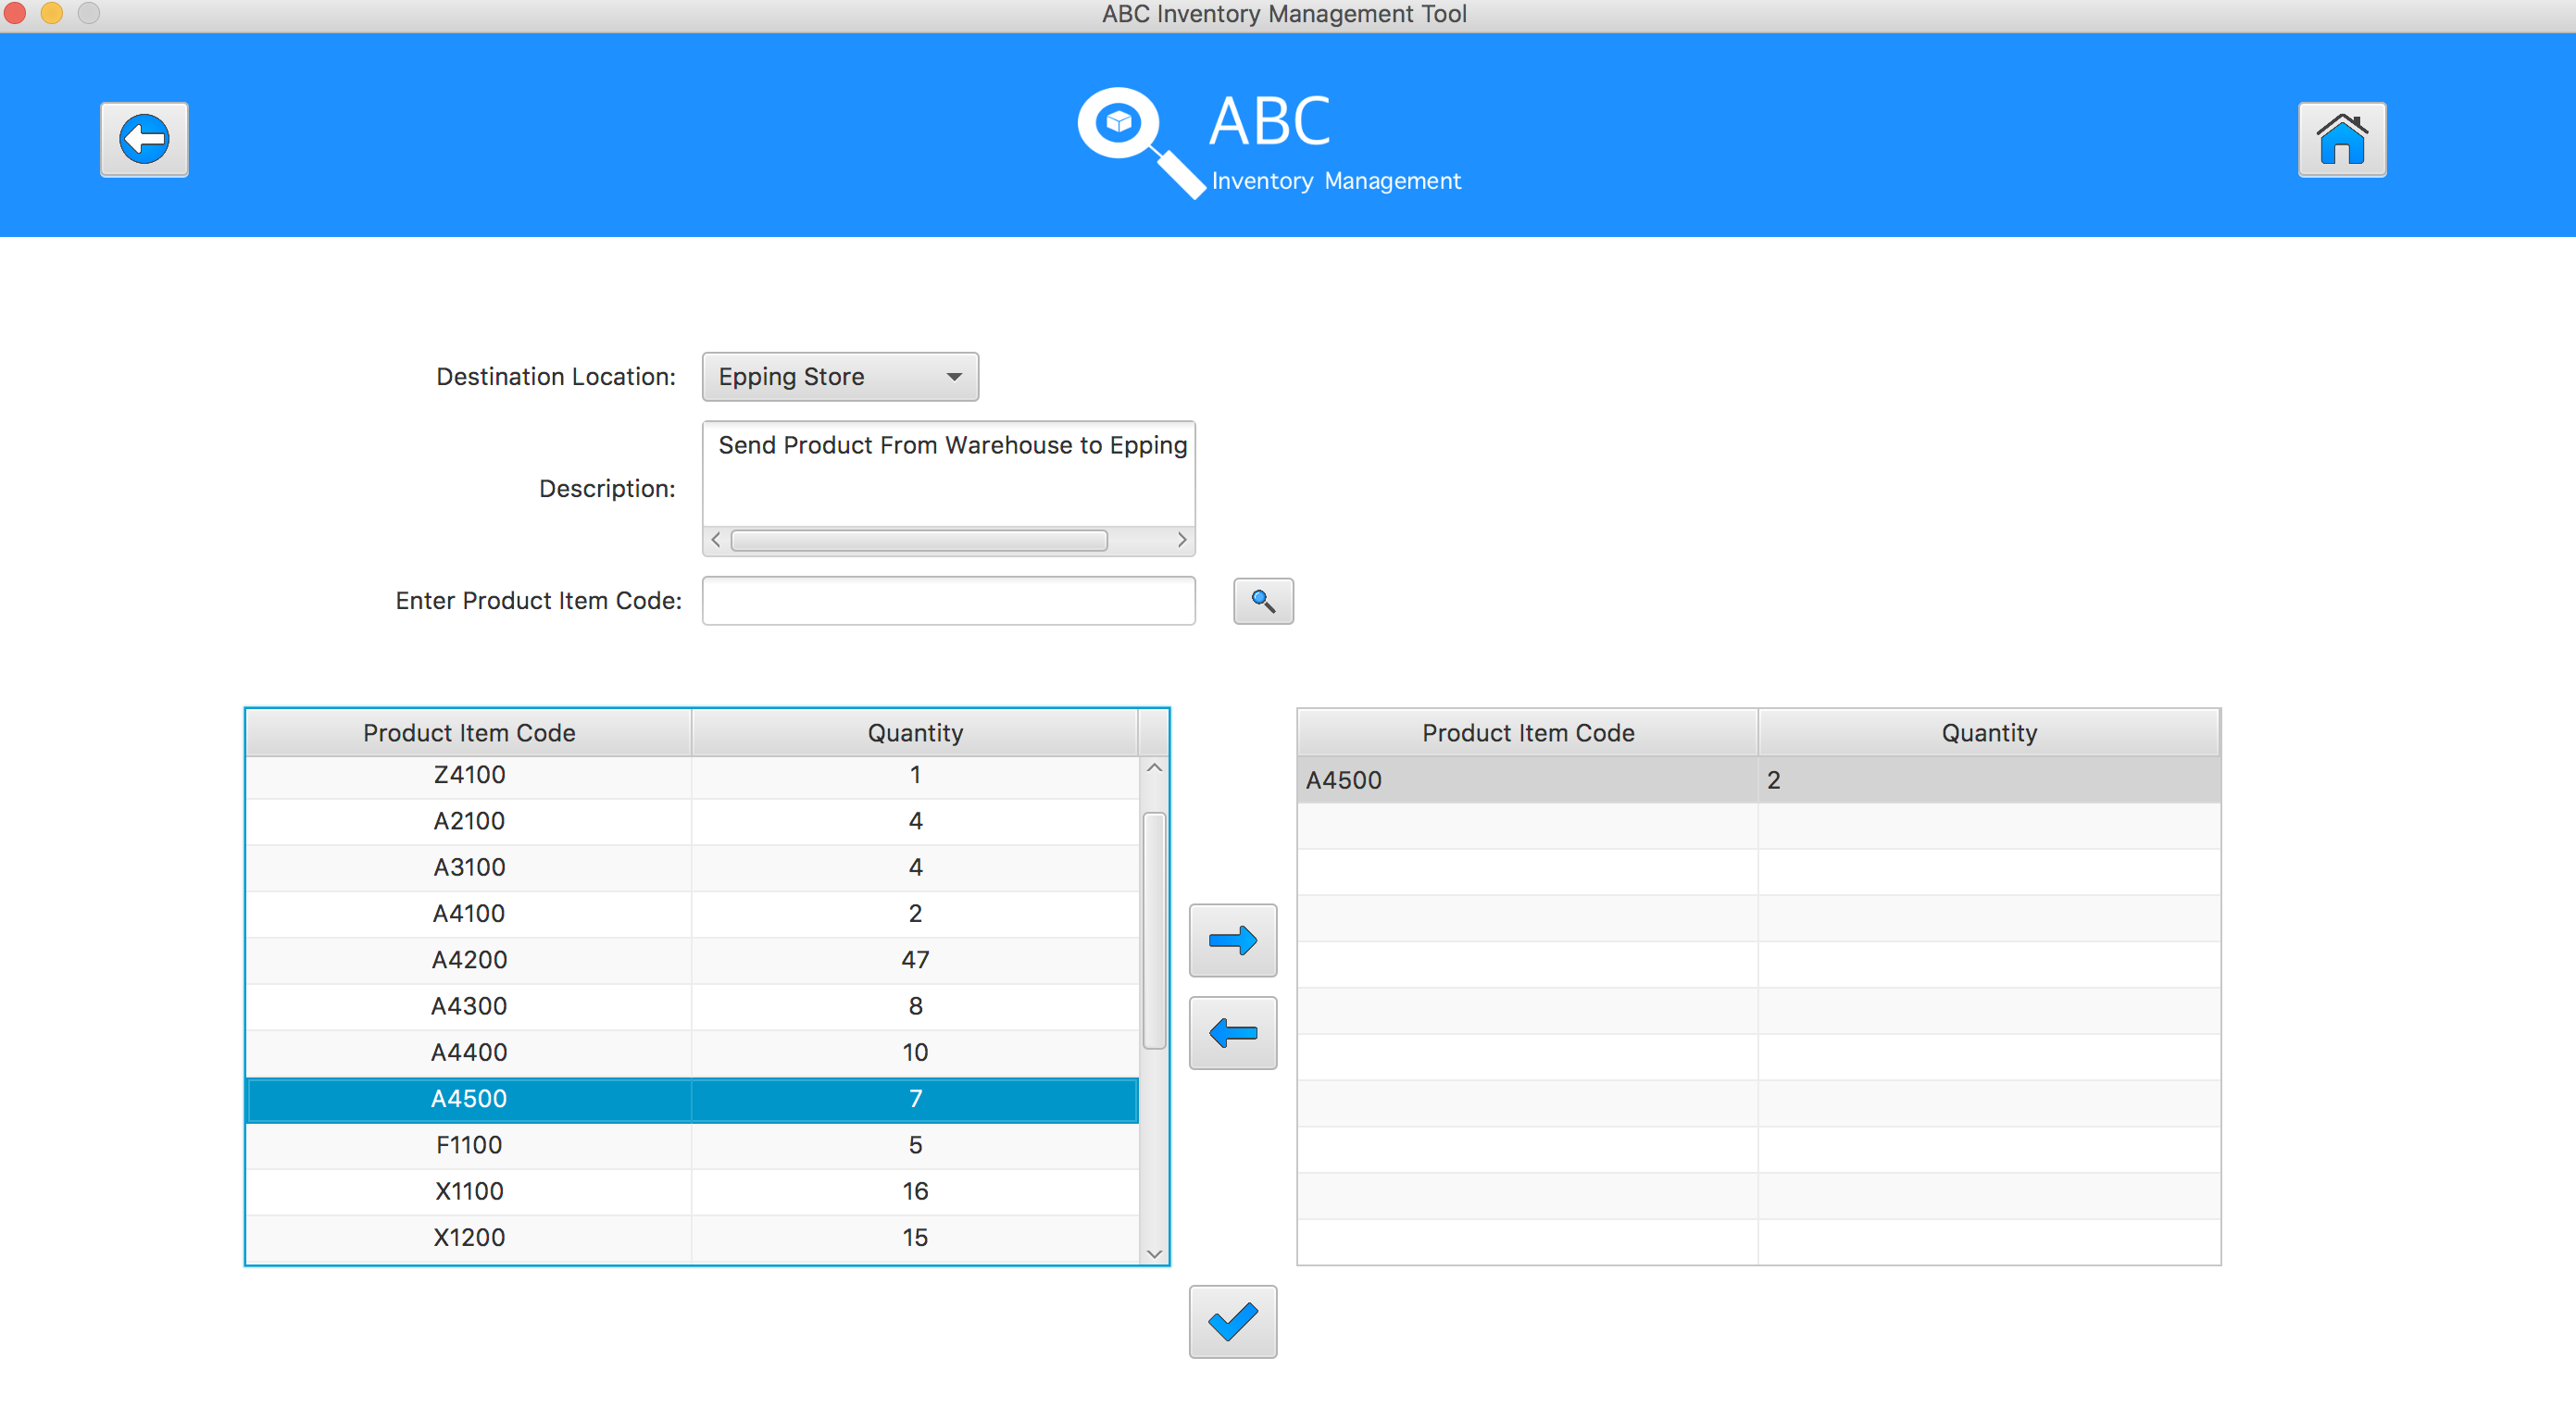 ABC Inventory Management Tool
ABC
Inventory Management
Destination Location: Epping Store
Send Product From Warehouse to Epping
Description:
Enter Product Item Code:
Product Item Code Quantity
Z4100 1
A2100 4
A3100 4
A4100 2
A4200 47
A4300 8
A4400 10
A4500 7
F1100 5
X1100 16
X1200 15
Product Item Code Quantity
A4500 2